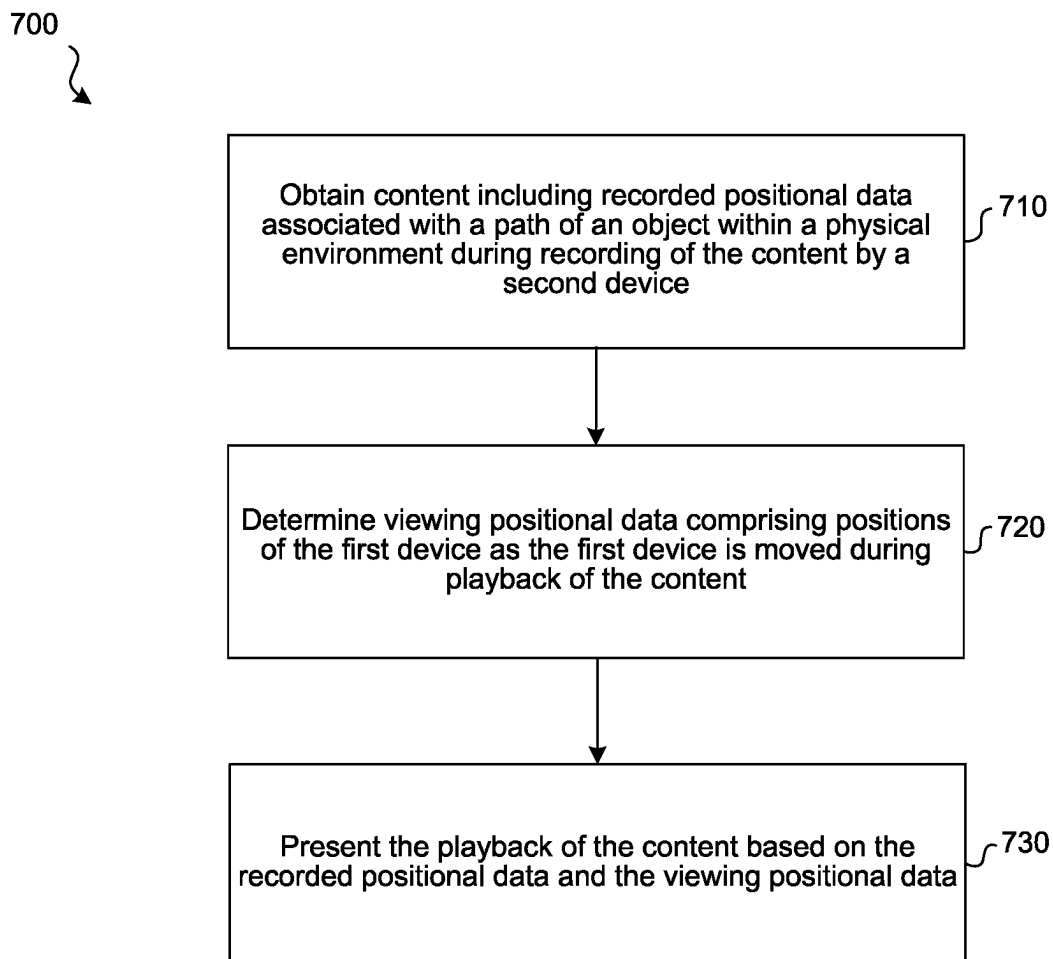 700
Obtain content including recorded positional data
associated with a path of an object within a physical
environment during recording of the content by a
second device
710
Determine viewing positional data comprising positions
of the first device as the first device is moved during
playback of the content
720
Present the playback of the content based on the
recorded positional data and the viewing positional data
730